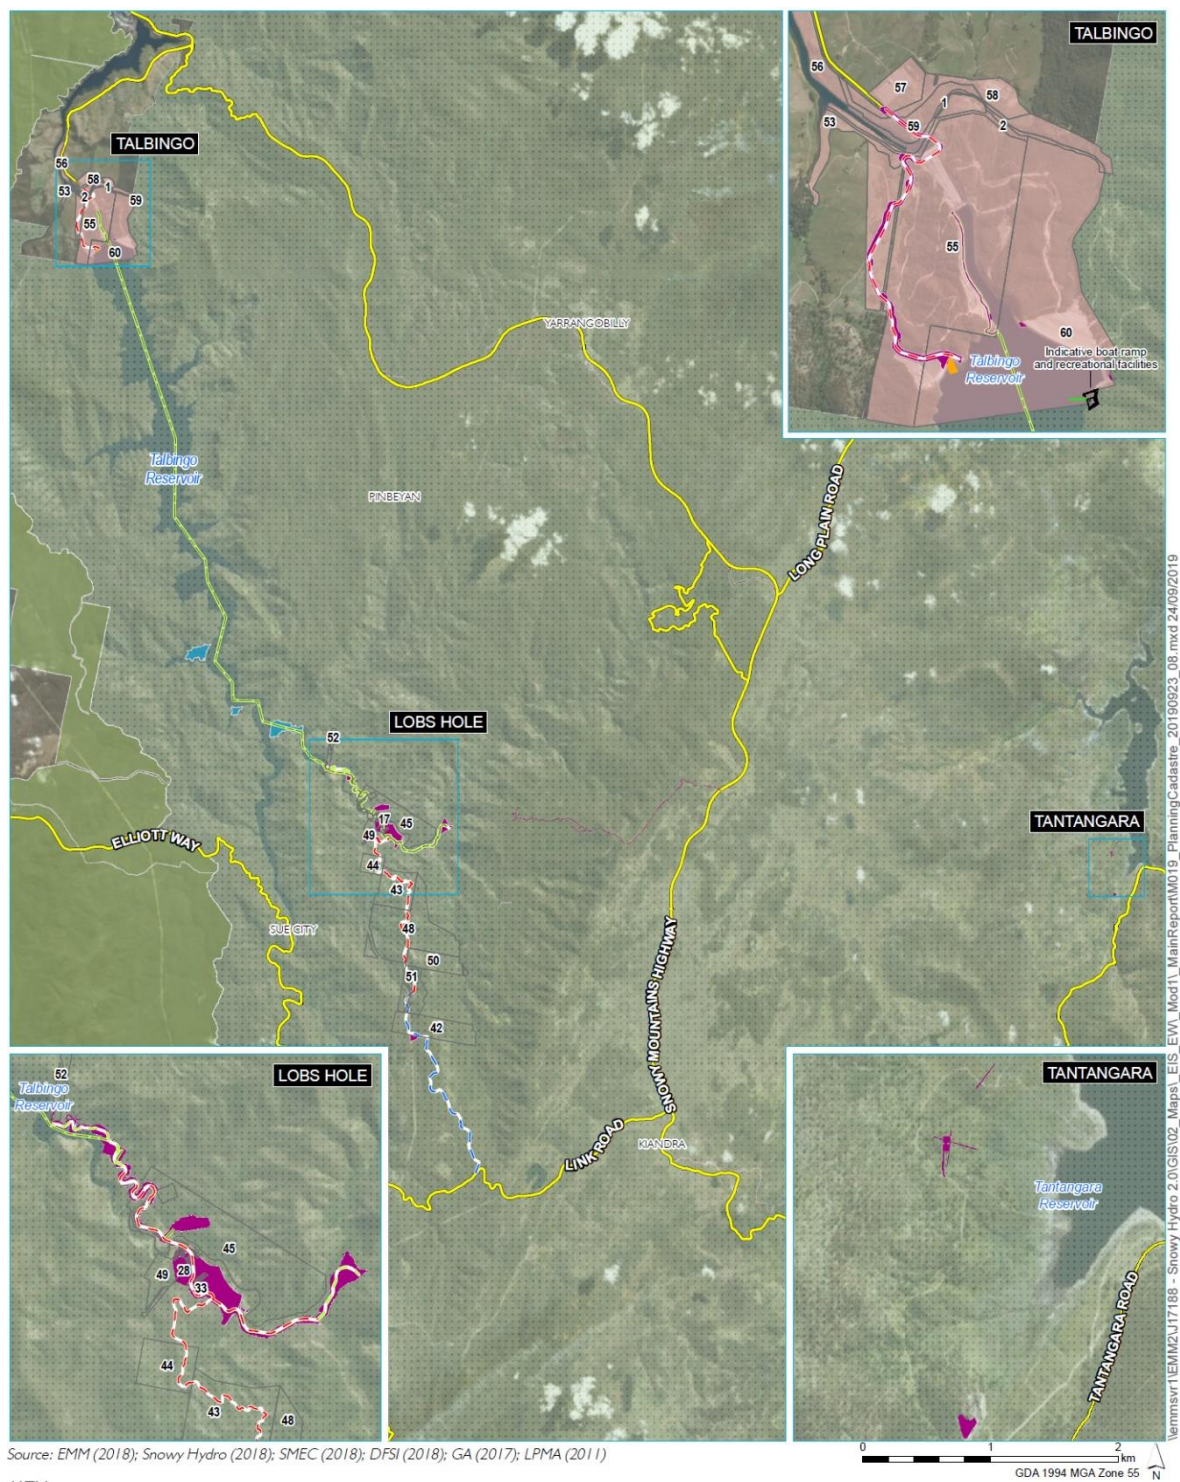 TALBINGO
56
53
58
1
2
59
55
60
YARRANGOBILLY
Talbingo
Reservoir
PINBEYAN
LONG PLAIN ROAD
LOBS HOLE
52
17
45
49
44
43
48
50
51
42
ELLIOTT WAY
SUE CITY
TANTANGARA
SNOWY MOUNTAINS HIGHWAY
LINK ROAD
KIANDRA
TALBINGO
56
57
58
1
53
59
2
55
60
Indicative boat ramp
and recreational facilities
Talbingo
Reservoir
LOBS HOLE
52
Talbingo
Reservoir
45
49
28
33
44
43
48
TANTANGARA
Tantangara
Reservoir
TANTANGARA ROAD
\\emmsvr1\EMM2\J17188 - Snowy Hydro 2.0\GIS\02_Maps\_EIS_EW\_Mod1\_MainReport\M019_PlanningCadastre_20190923_08.mxd 24/09/2019
Source: EMM (2018); Snowy Hydro (2018); SMEC (2018); DFSI (2018); GA (2017); LPMA (2011)
0 1 2
km
GDA 1994 MGA Zone 55 N